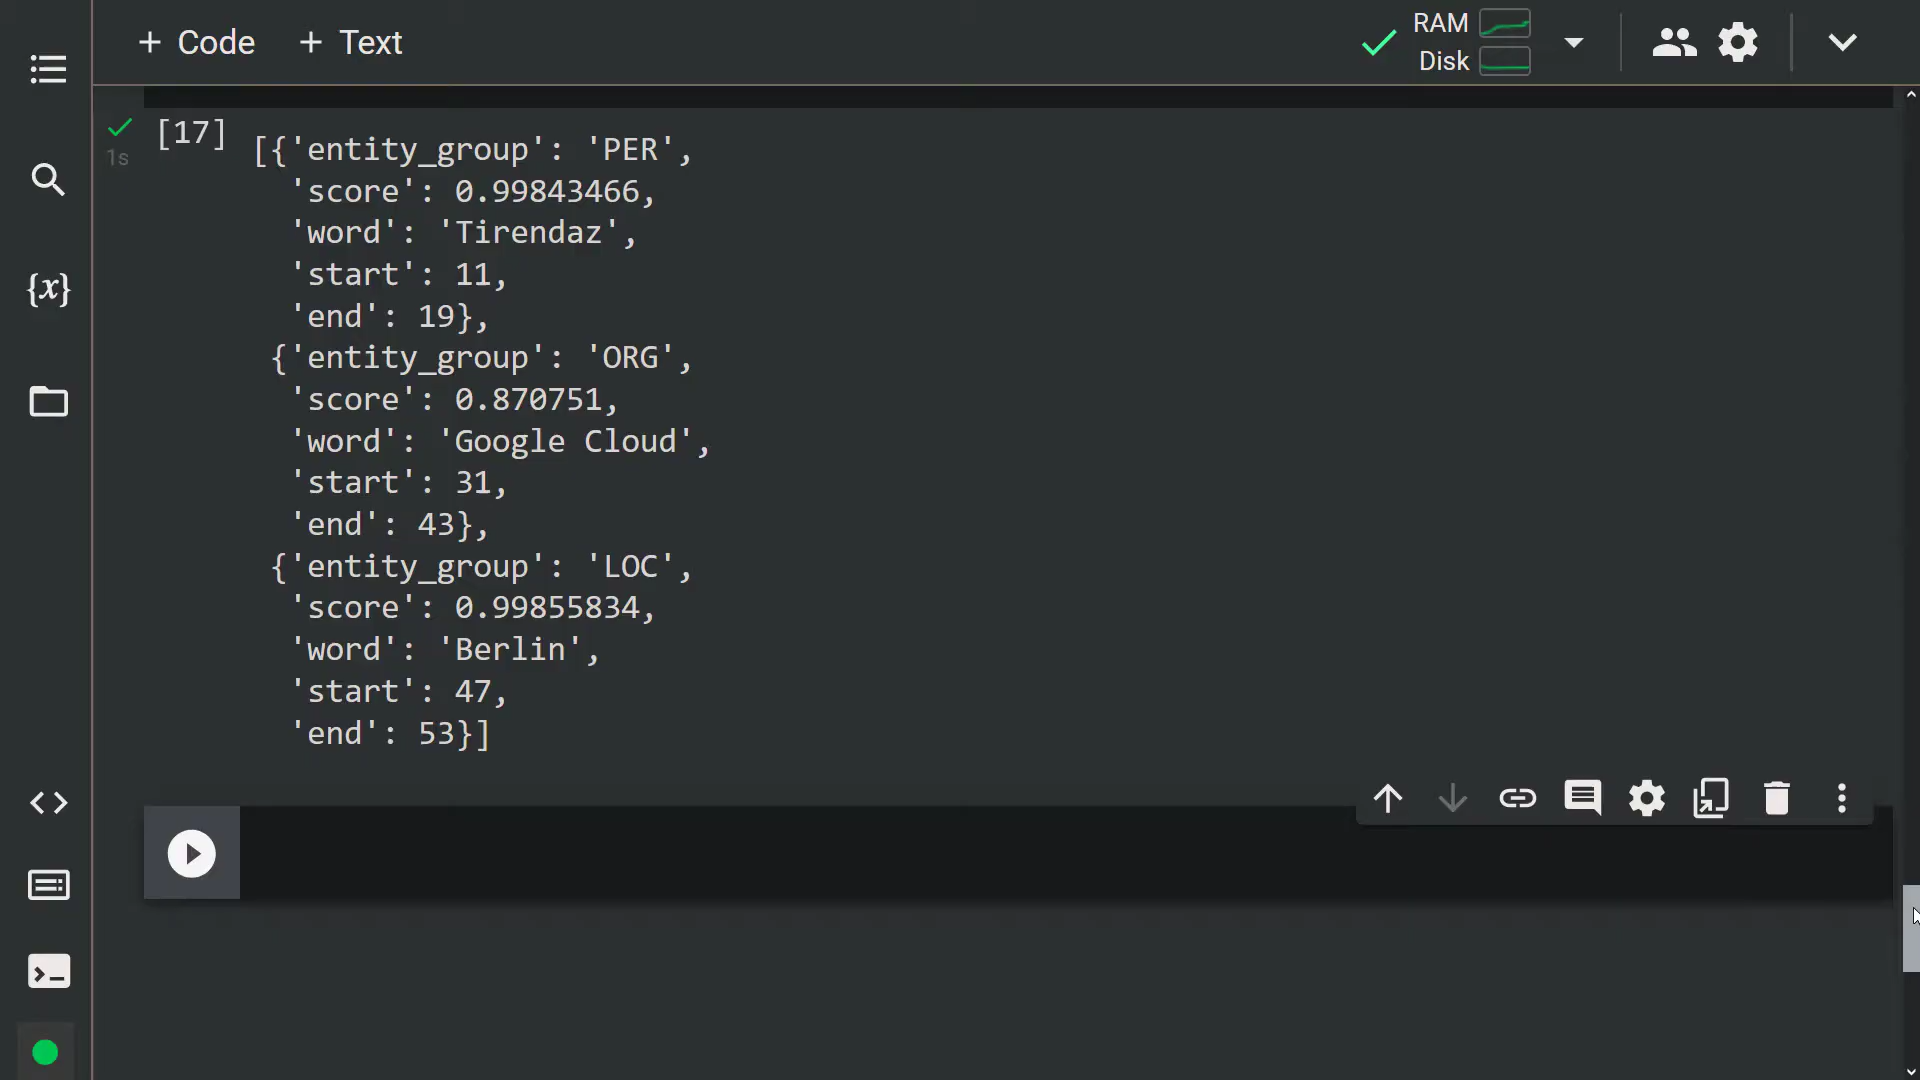 + Code + Text
RAM
Disk
{x}
1s
[17]
[{'entity_group': 'PER',
'score': 0.99843466,
'word': 'Tirendaz',
'start': 11,
'end': 19},
{'entity_group': 'ORG',
'score': 0.870751,
'word': 'Google Cloud',
'start': 31,
'end': 43},
{'entity_group': 'LOC',
'score': 0.99855834,
'word': 'Berlin',
'start': 47,
'end': 53}]